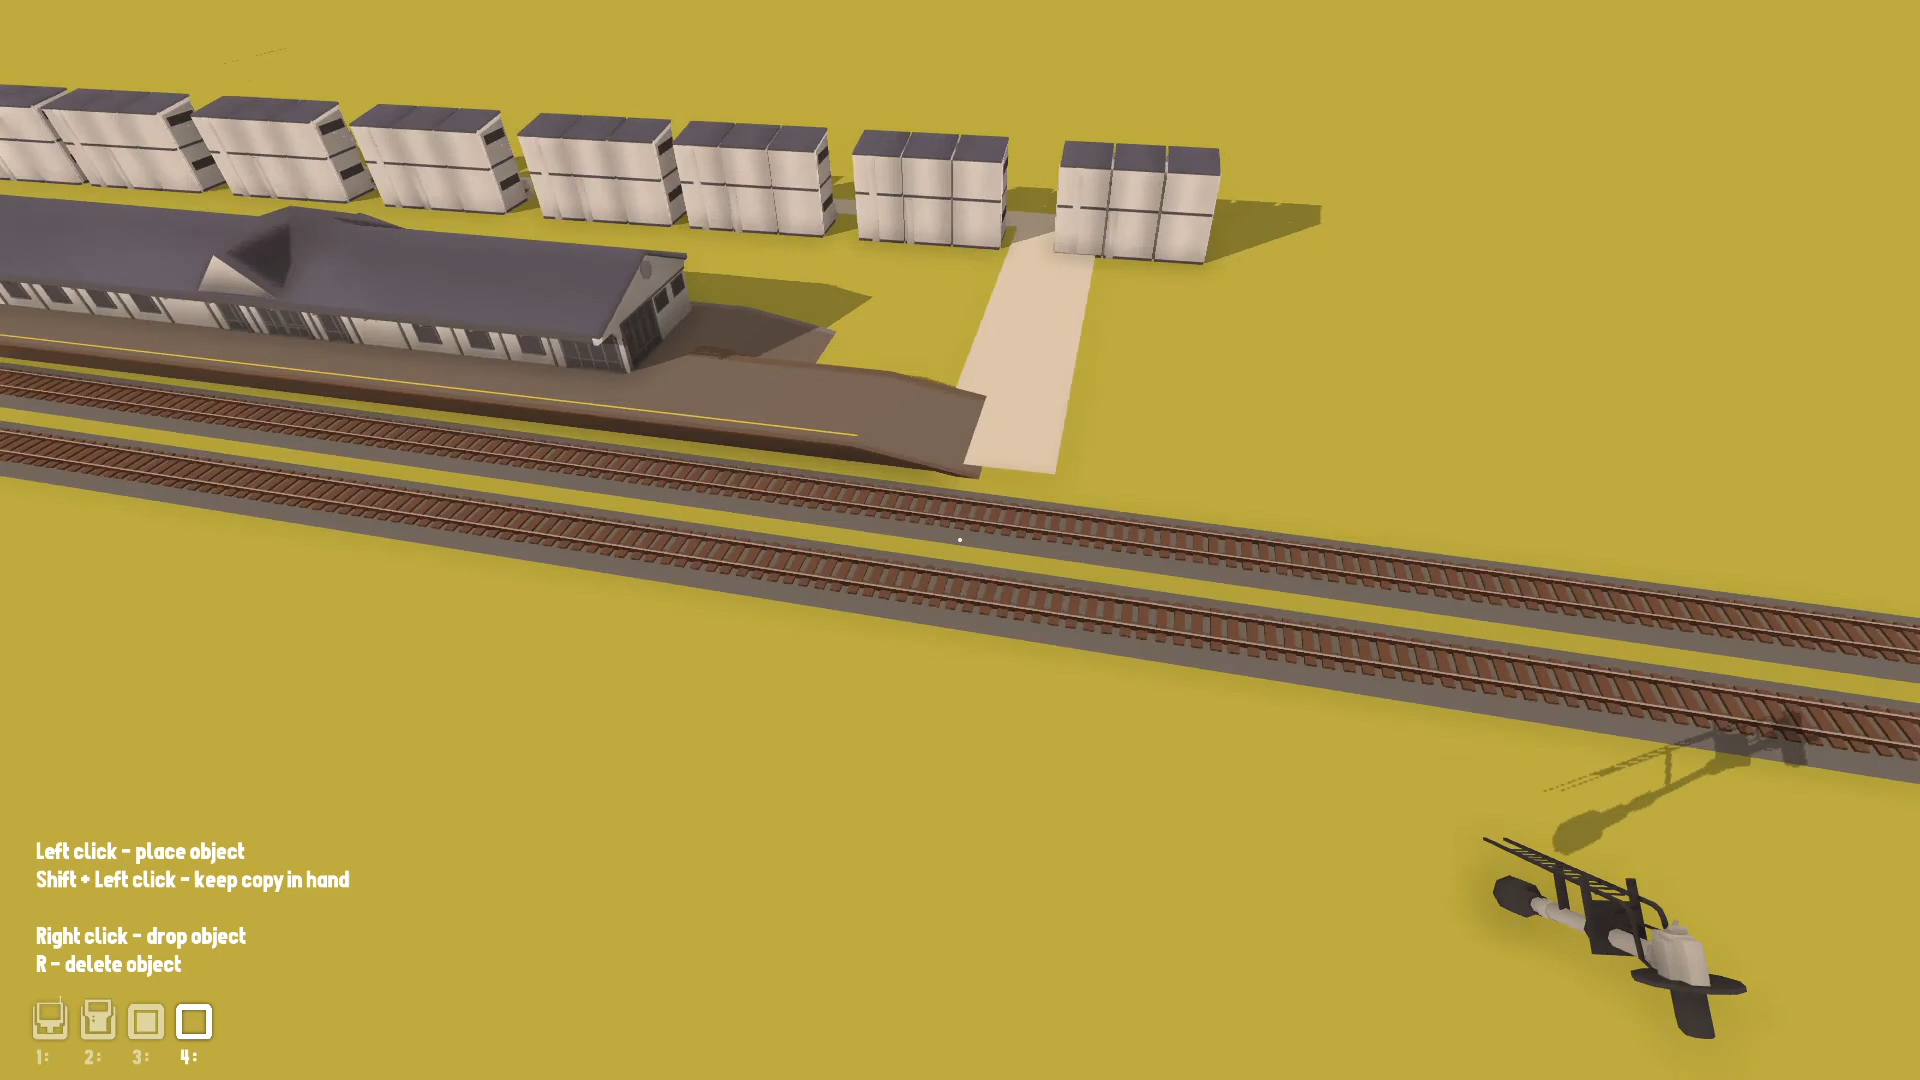 Left click - place object
Shift + Left click - keep copy in hand
Right click - drop object
R - delete object
1: 2: 3: 4: